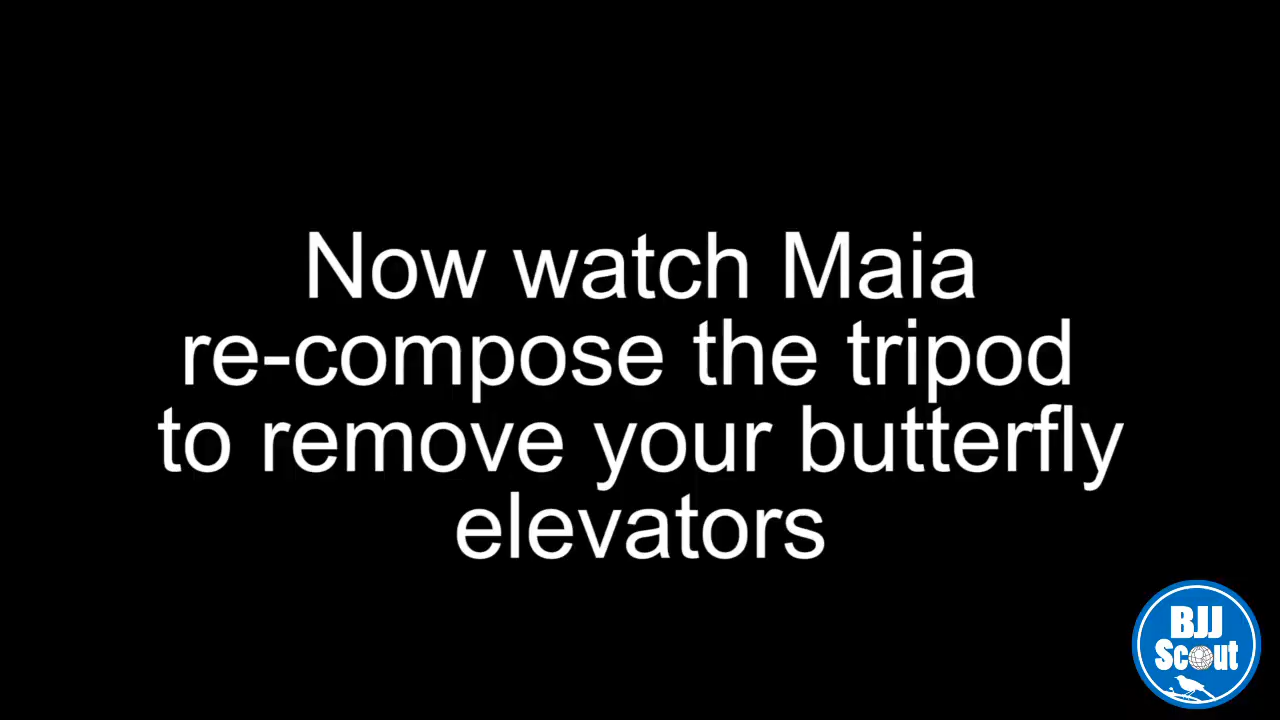 Now watch Maia
re-compose the tripod
to remove your butterfly
elevators
BJJ
Scout